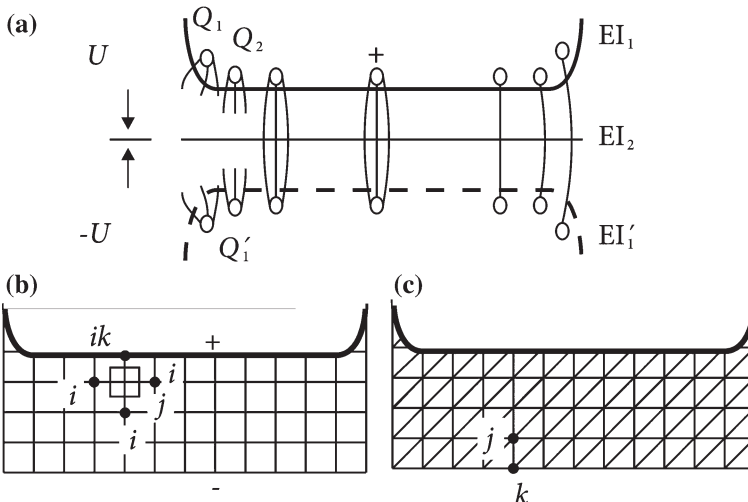 (a)
Q₁
Q₂
+
EI₁
U
EI₂
-U
Q₁′
EI₁′
(b)
(c)
ik
+
i
i
j
i
j
-
k